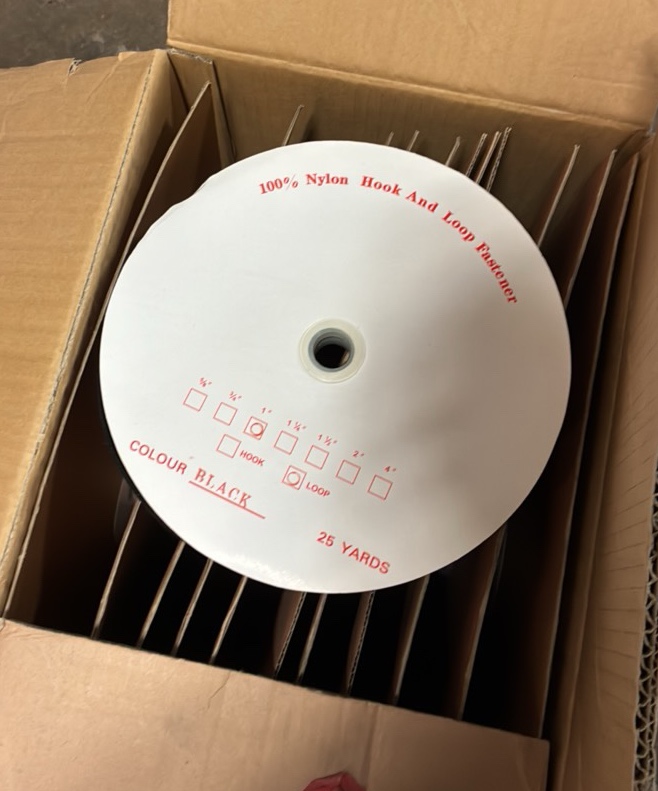 100% Nylon Hook And Loop Fastener
⅝″ ¾″ 1″ 1¼″ 1½″ 2″ 4″
HOOK LOOP
COLOUR BLACK
25 YARDS